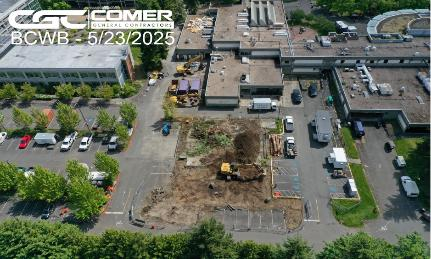 CGC COMER
GENERAL CONTRACTORS
BCWB 5/23/2025